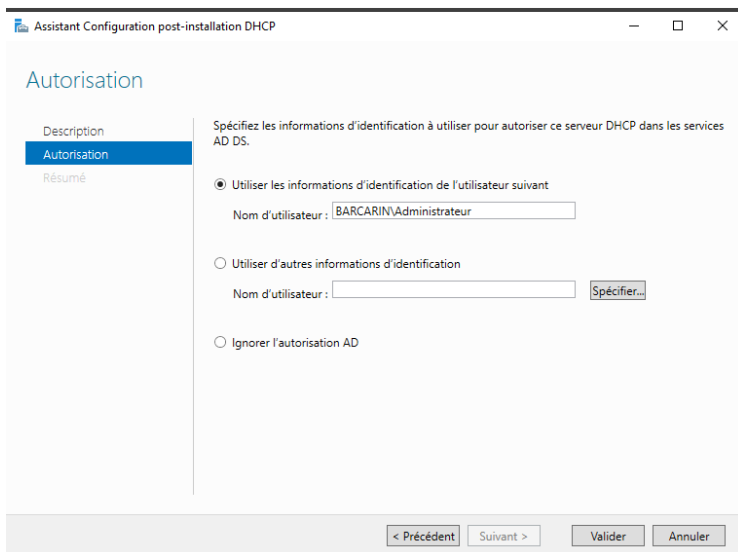 Assistant Configuration post-installation DHCP
Autorisation
Description
Autorisation
Résumé
Spécifiez les informations d'identification à utiliser pour autoriser ce serveur DHCP dans les services
AD DS.
Utiliser les informations d'identification de l'utilisateur suivant
Nom d'utilisateur : BARCARIN\Administrateur
Utiliser d'autres informations d'identification
Nom d'utilisateur : Spécifier...
Ignorer l'autorisation AD
< Précédent Suivant > Valider Annuler